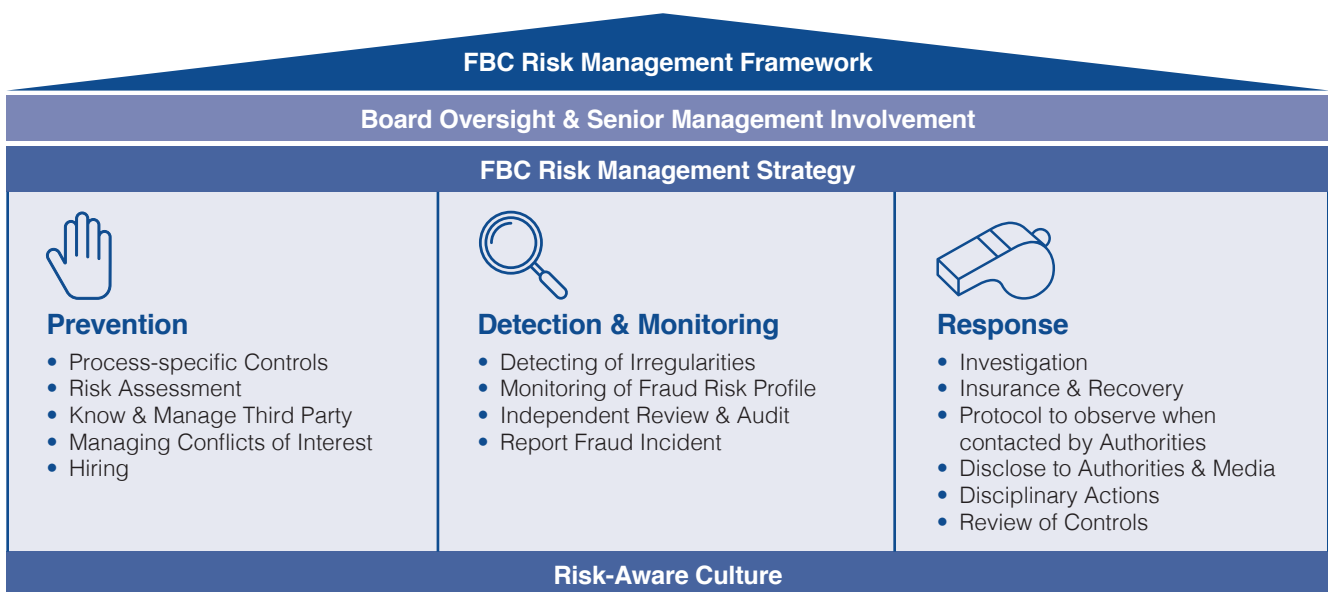 FBC Risk Management Framework
Board Oversight & Senior Management Involvement
FBC Risk Management Strategy
Prevention
• Process-specific Controls
• Risk Assessment
• Know & Manage Third Party
• Managing Conflicts of Interest
• Hiring
Detection & Monitoring
• Detecting of Irregularities
• Monitoring of Fraud Risk Profile
• Independent Review & Audit
• Report Fraud Incident
Response
• Investigation
• Insurance & Recovery
• Protocol to observe when
contacted by Authorities
• Disclose to Authorities & Media
• Disciplinary Actions
• Review of Controls
Risk-Aware Culture